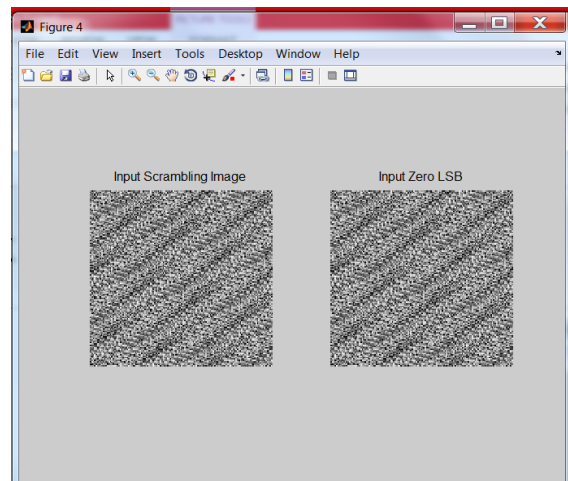 Figure 4
File Edit View Insert Tools Desktop Window Help
Input Scrambling Image Input Zero LSB